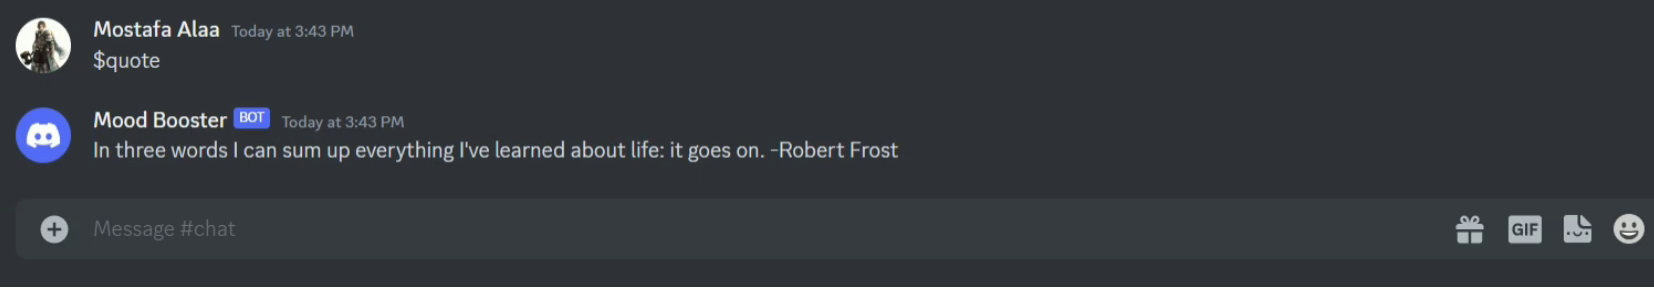 Mostafa Alaa Today at 3:43 PM
$quote
Mood Booster BOT Today at 3:43 PM
In three words I can sum up everything I've learned about life: it goes on. -Robert Frost
Message #chat
GIF